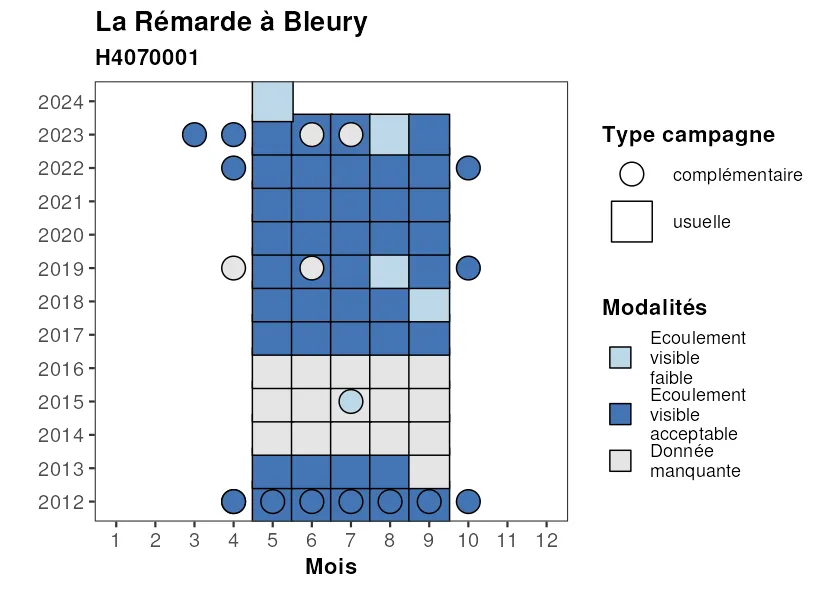 La Rémarde à Bleury
H4070001
2024
2023
2022
2021
2020
2019
2018
2017
2016
2015
2014
2013
2012
1 2 3 4 5 6 7 8 9 10 11 12
Mois
Type campagne
complémentaire
usuelle
Modalités
Ecoulement
visible
faible
Ecoulement
visible
acceptable
Donnée
manquante